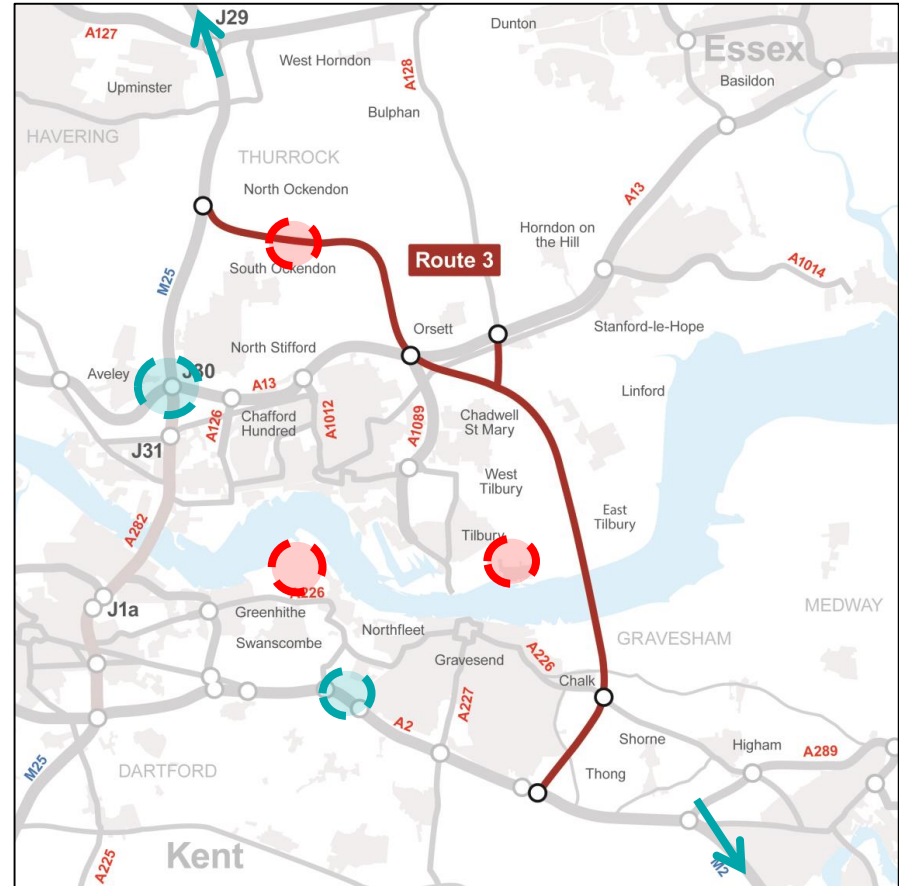 J29
A127
Dunton
Essex
West Horndon
A128
Upminster
Basildon
Bulphan
HAVERING
THURROCK
North Ockendon
A13
Horndon on
the Hill
Route 3
South Ockendon
A1014
M25
Orsett
Stanford-le-Hope
North Stifford
Aveley
J30
A13
Linford
A126
Chafford
Hundred
A1012
A1089
Chadwell
St Mary
J31
West
Tilbury
A282
East
Tilbury
Tilbury
A226
J1a
MEDWAY
Greenhithe
Northfleet
GRAVESHAM
Swanscombe
Gravesend
A226
Chalk
A227
A2
Shorne
Higham
A289
M25
DARTFORD
Thong
Kent
M2
A225